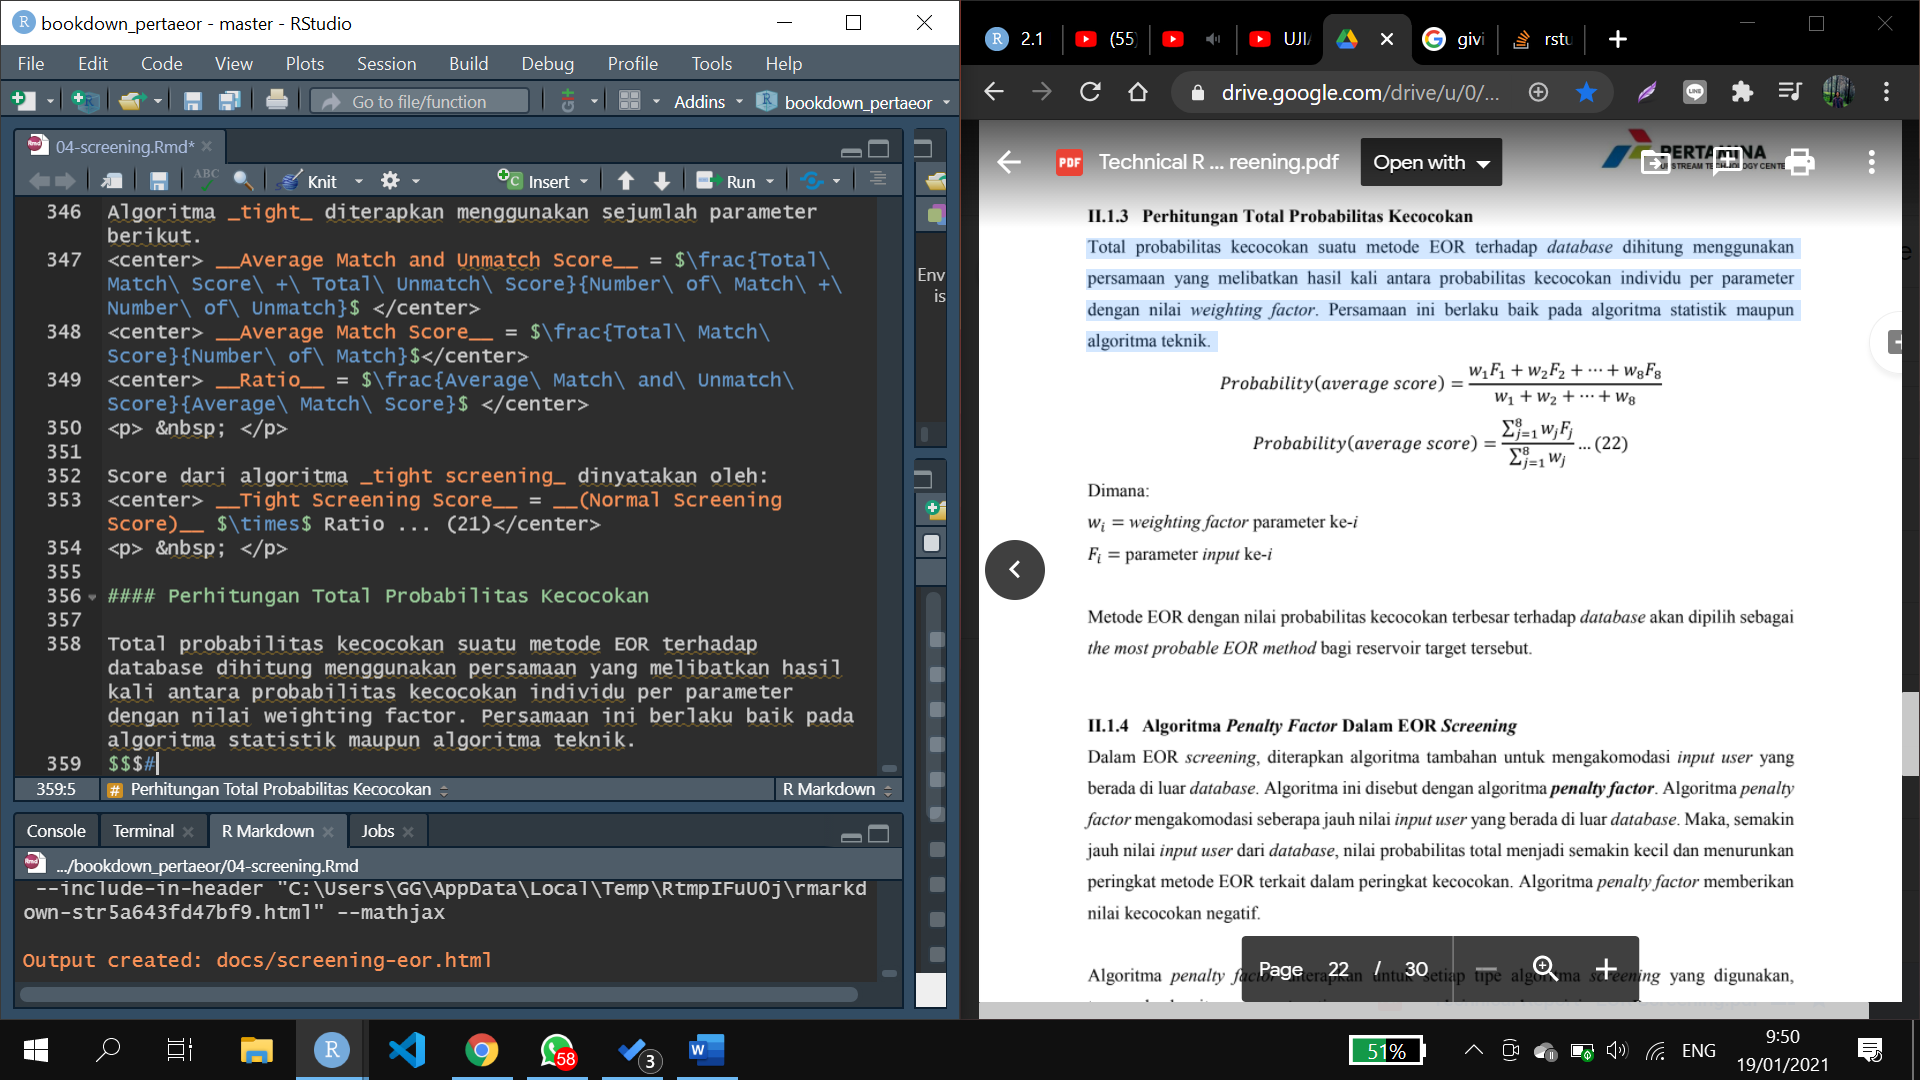 bookdown_pertaeor - master - RStudio
File Edit Code View Plots Session Build Debug Profile Tools Help
Go to file/function Addins bookdown_pertaeor
04-screening.Rmd*
ABC Knit Insert Run
346 Algoritma _tight_ diterapkan menggunakan sejumlah parameter
berikut.
347 <center> __Average Match and Unmatch Score__ = $\frac{Total\
Match\ Score\ +\ Total\ Unmatch\ Score}{Number\ of\ Match\ +\
Number\ of\ Unmatch}$ </center>
348 <center> __Average Match Score__ = $\frac{Total\ Match\
Score}{Number\ of\ Match}$</center>
349 <center> __Ratio__ = $\frac{Average\ Match\ and\ Unmatch\
Score}{Average\ Match\ Score}$ </center>
350 <p> &nbsp; </p>
351
352 Score dari algoritma _tight screening_ dinyatakan oleh:
353 <center> __Tight Screening Score__ = __(Normal Screening
Score)__ $\times$ Ratio ... (21)</center>
354 <p> &nbsp; </p>
355
356 #### Perhitungan Total Probabilitas Kecocokan
357
358 Total probabilitas kecocokan suatu metode EOR terhadap
database dihitung menggunakan persamaan yang melibatkan hasil
kali antara probabilitas kecocokan individu per parameter
dengan nilai weighting factor. Persamaan ini berlaku baik pada
algoritma statistik maupun algoritma teknik.
359 $$$#
359:5 # Perhitungan Total Probabilitas Kecocokan R Markdown
Env
is
Console Terminal R Markdown Jobs
.../bookdown_pertaeor/04-screening.Rmd
--include-in-header "C:\Users\GG\AppData\Local\Temp\RtmpIFuUOj\rmarkd
own-str5a643fd47bf9.html" --mathjax
Output created: docs/screening-eor.html
2.1 (55) UJI givi rstu
drive.google.com/drive/u/0/...
PDF Technical R ... reening.pdf Open with
PERTAMINA
UPSTREAM TECHNOLOGY CENTER
II.1.3 Perhitungan Total Probabilitas Kecocokan
Total probabilitas kecocokan suatu metode EOR terhadap database dihitung menggunakan
persamaan yang melibatkan hasil kali antara probabilitas kecocokan individu per parameter
dengan nilai weighting factor. Persamaan ini berlaku baik pada algoritma statistik maupun
algoritma teknik.
Probability(average score) = (w₁F₁ + w₂F₂ + ⋯ + w₈F₈) / (w₁ + w₂ + ⋯ + w₈)
Probability(average score) = (∑⁸ⱼ₌₁ wⱼFⱼ) / (∑⁸ⱼ₌₁ wⱼ) … (22)
Dimana:
wᵢ = weighting factor parameter ke-i
Fᵢ = parameter input ke-i
Metode EOR dengan nilai probabilitas kecocokan terbesar terhadap database akan dipilih sebagai
the most probable EOR method bagi reservoir target tersebut.
II.1.4 Algoritma Penalty Factor Dalam EOR Screening
Dalam EOR screening, diterapkan algoritma tambahan untuk mengakomodasi input user yang
berada di luar database. Algoritma ini disebut dengan algoritma penalty factor. Algoritma penalty
factor mengakomodasi seberapa jauh nilai input user yang berada di luar database. Maka, semakin
jauh nilai input user dari database, nilai probabilitas total menjadi semakin kecil dan menurunkan
peringkat metode EOR terkait dalam peringkat kecocokan. Algoritma penalty factor memberikan
nilai kecocokan negatif.
Algoritma penalty factor diterapkan untuk setiap tipe algoritma screening yang digunakan,
Page 22 / 30
58 3 51% ENG 9:50
19/01/2021